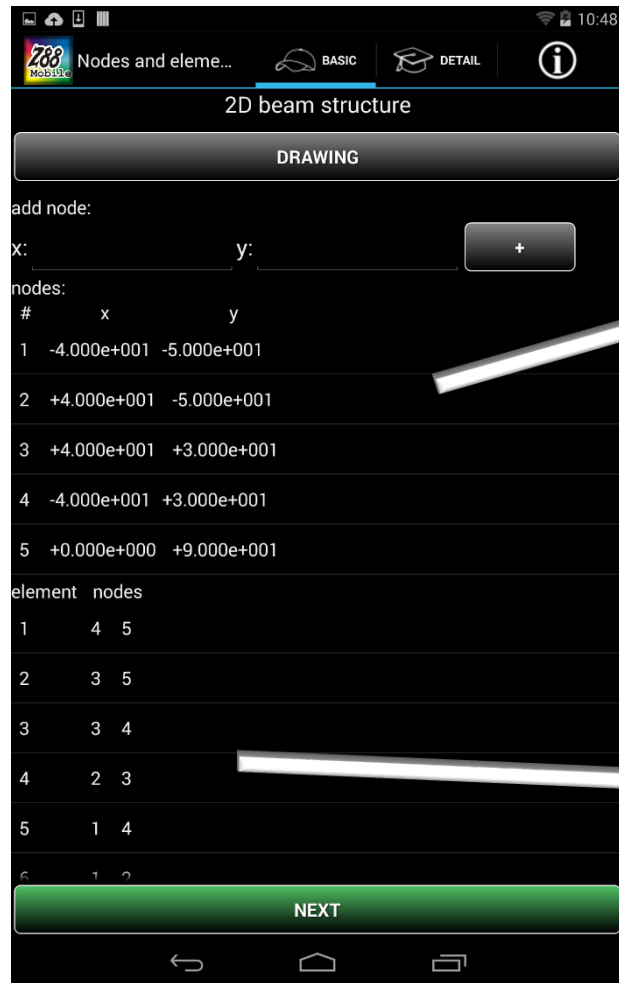 10:48
Z88 Mobile Nodes and eleme... BASIC DETAIL i
2D beam structure
DRAWING
add node:
x: y: +
nodes:
# x y
1 -4.000e+001 -5.000e+001
2 +4.000e+001 -5.000e+001
3 +4.000e+001 +3.000e+001
4 -4.000e+001 +3.000e+001
5 +0.000e+000 +9.000e+001
element nodes
1 4 5
2 3 5
3 3 4
4 2 3
5 1 4
6 1 2
NEXT